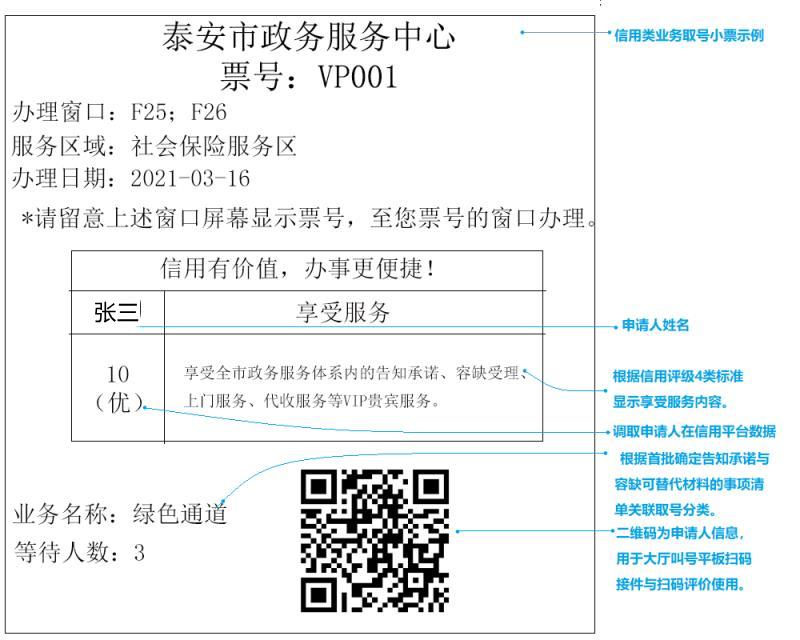 泰安市政务服务中心
信用类业务取号小票示例
票号：VP001
办理窗口：F25；F26
服务区域：社会保险服务区
办理日期：2021-03-16
*请留意上述窗口屏幕显示票号，至您票号的窗口办理。
信用有价值，办事更便捷！
张三
享受服务
申请人姓名
10
（优）
享受全市政务服务体系内的告知承诺、容缺受理、
上门服务、代收服务等VIP贵宾服务。
根据信用评级4类标准
显示享受服务内容。
调取申请人在信用平台数据
根据首批确定告知承诺与
容缺可替代材料的事项清
单关联取号分类。
业务名称：绿色通道
等待人数：3
二维码为申请人信息，
用于大厅叫号平板扫码
接件与扫码评价使用。